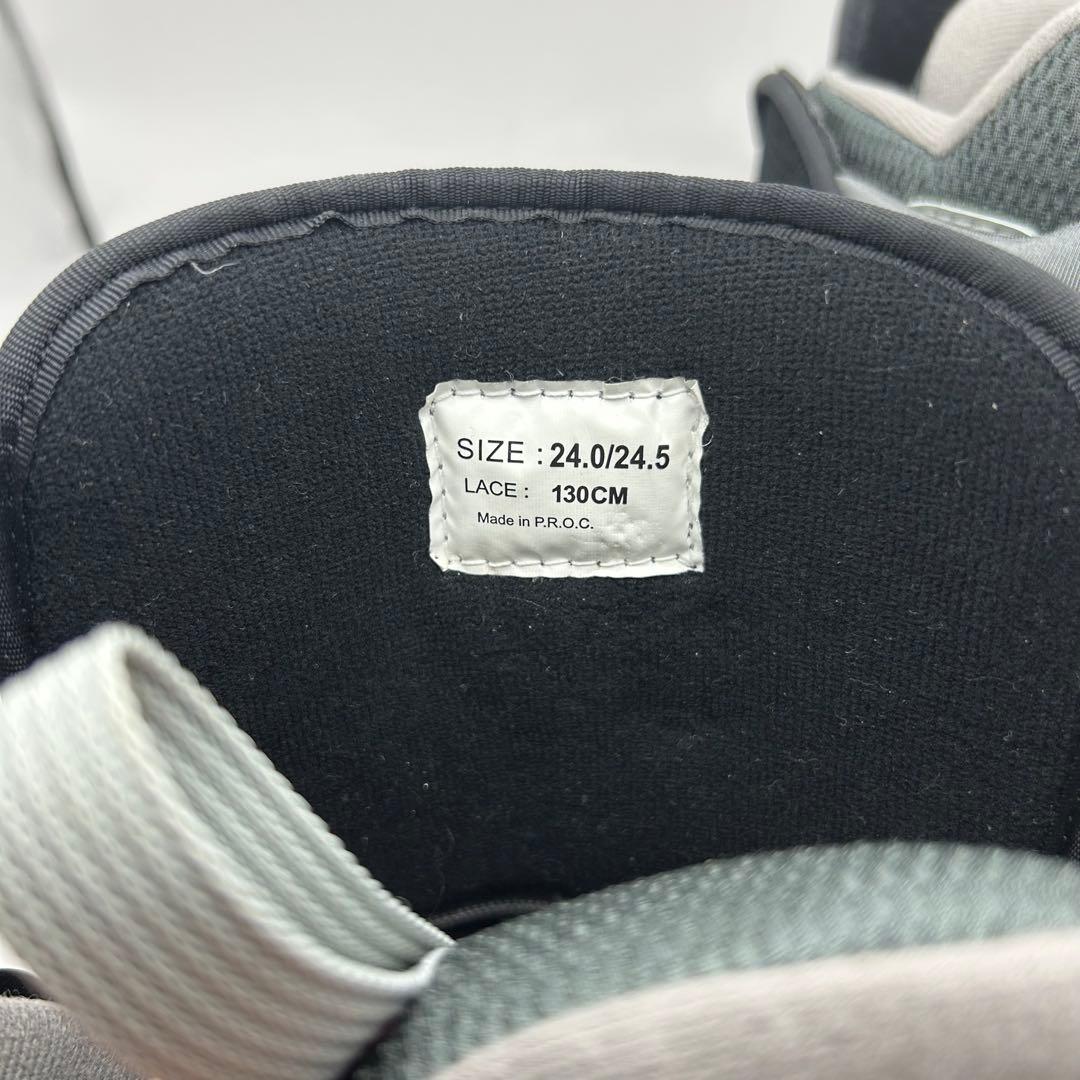 SIZE : 24.0/24.5
LACE : 130CM
Made in P.R.O.C.